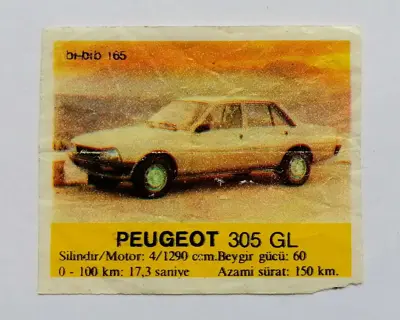 bi-bib 165
PEUGEOT 305 GL
Silindir/Motor: 4/1290 ccm. Beygir gücü: 60
0 - 100 km: 17,3 saniye Azami sürat: 150 km.